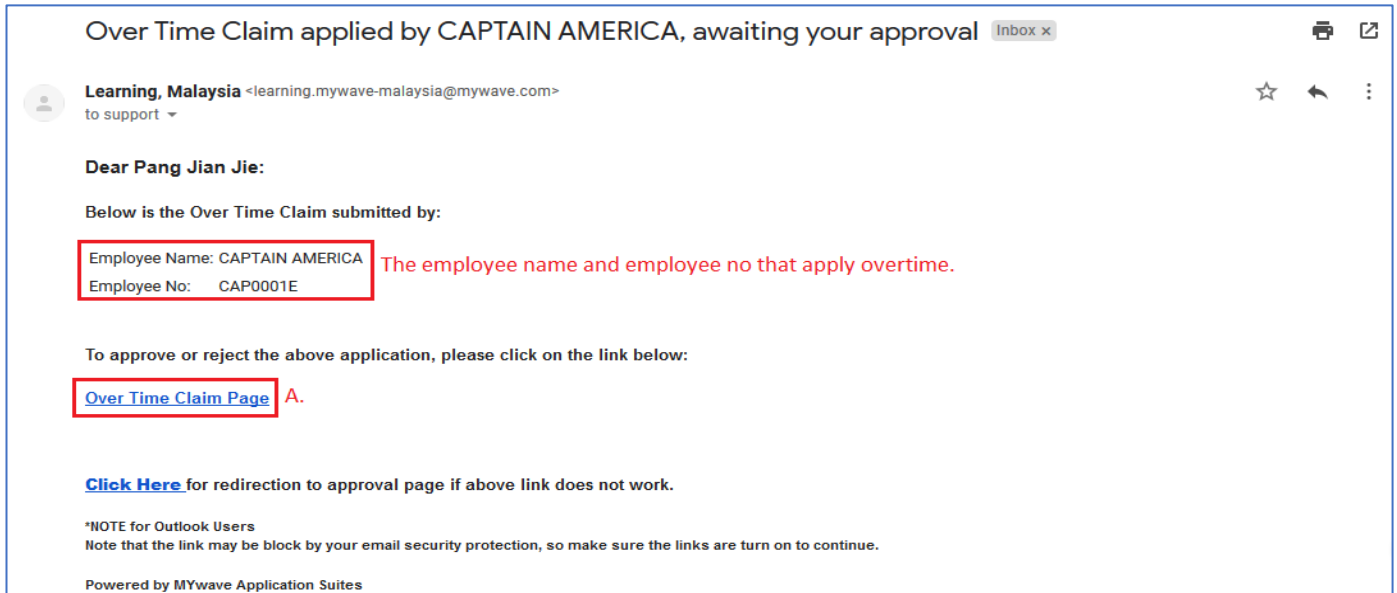 Over Time Claim applied by CAPTAIN AMERICA, awaiting your approval Inbox x
Learning, Malaysia <learning.mywave-malaysia@mywave.com>
to support
Dear Pang Jian Jie:
Below is the Over Time Claim submitted by:
Employee Name: CAPTAIN AMERICA The employee name and employee no that apply overtime.
Employee No: CAP0001E
To approve or reject the above application, please click on the link below:
Over Time Claim Page A.
Click Here for redirection to approval page if above link does not work.
*NOTE for Outlook Users
Note that the link may be block by your email security protection, so make sure the links are turn on to continue.
Powered by MYwave Application Suites